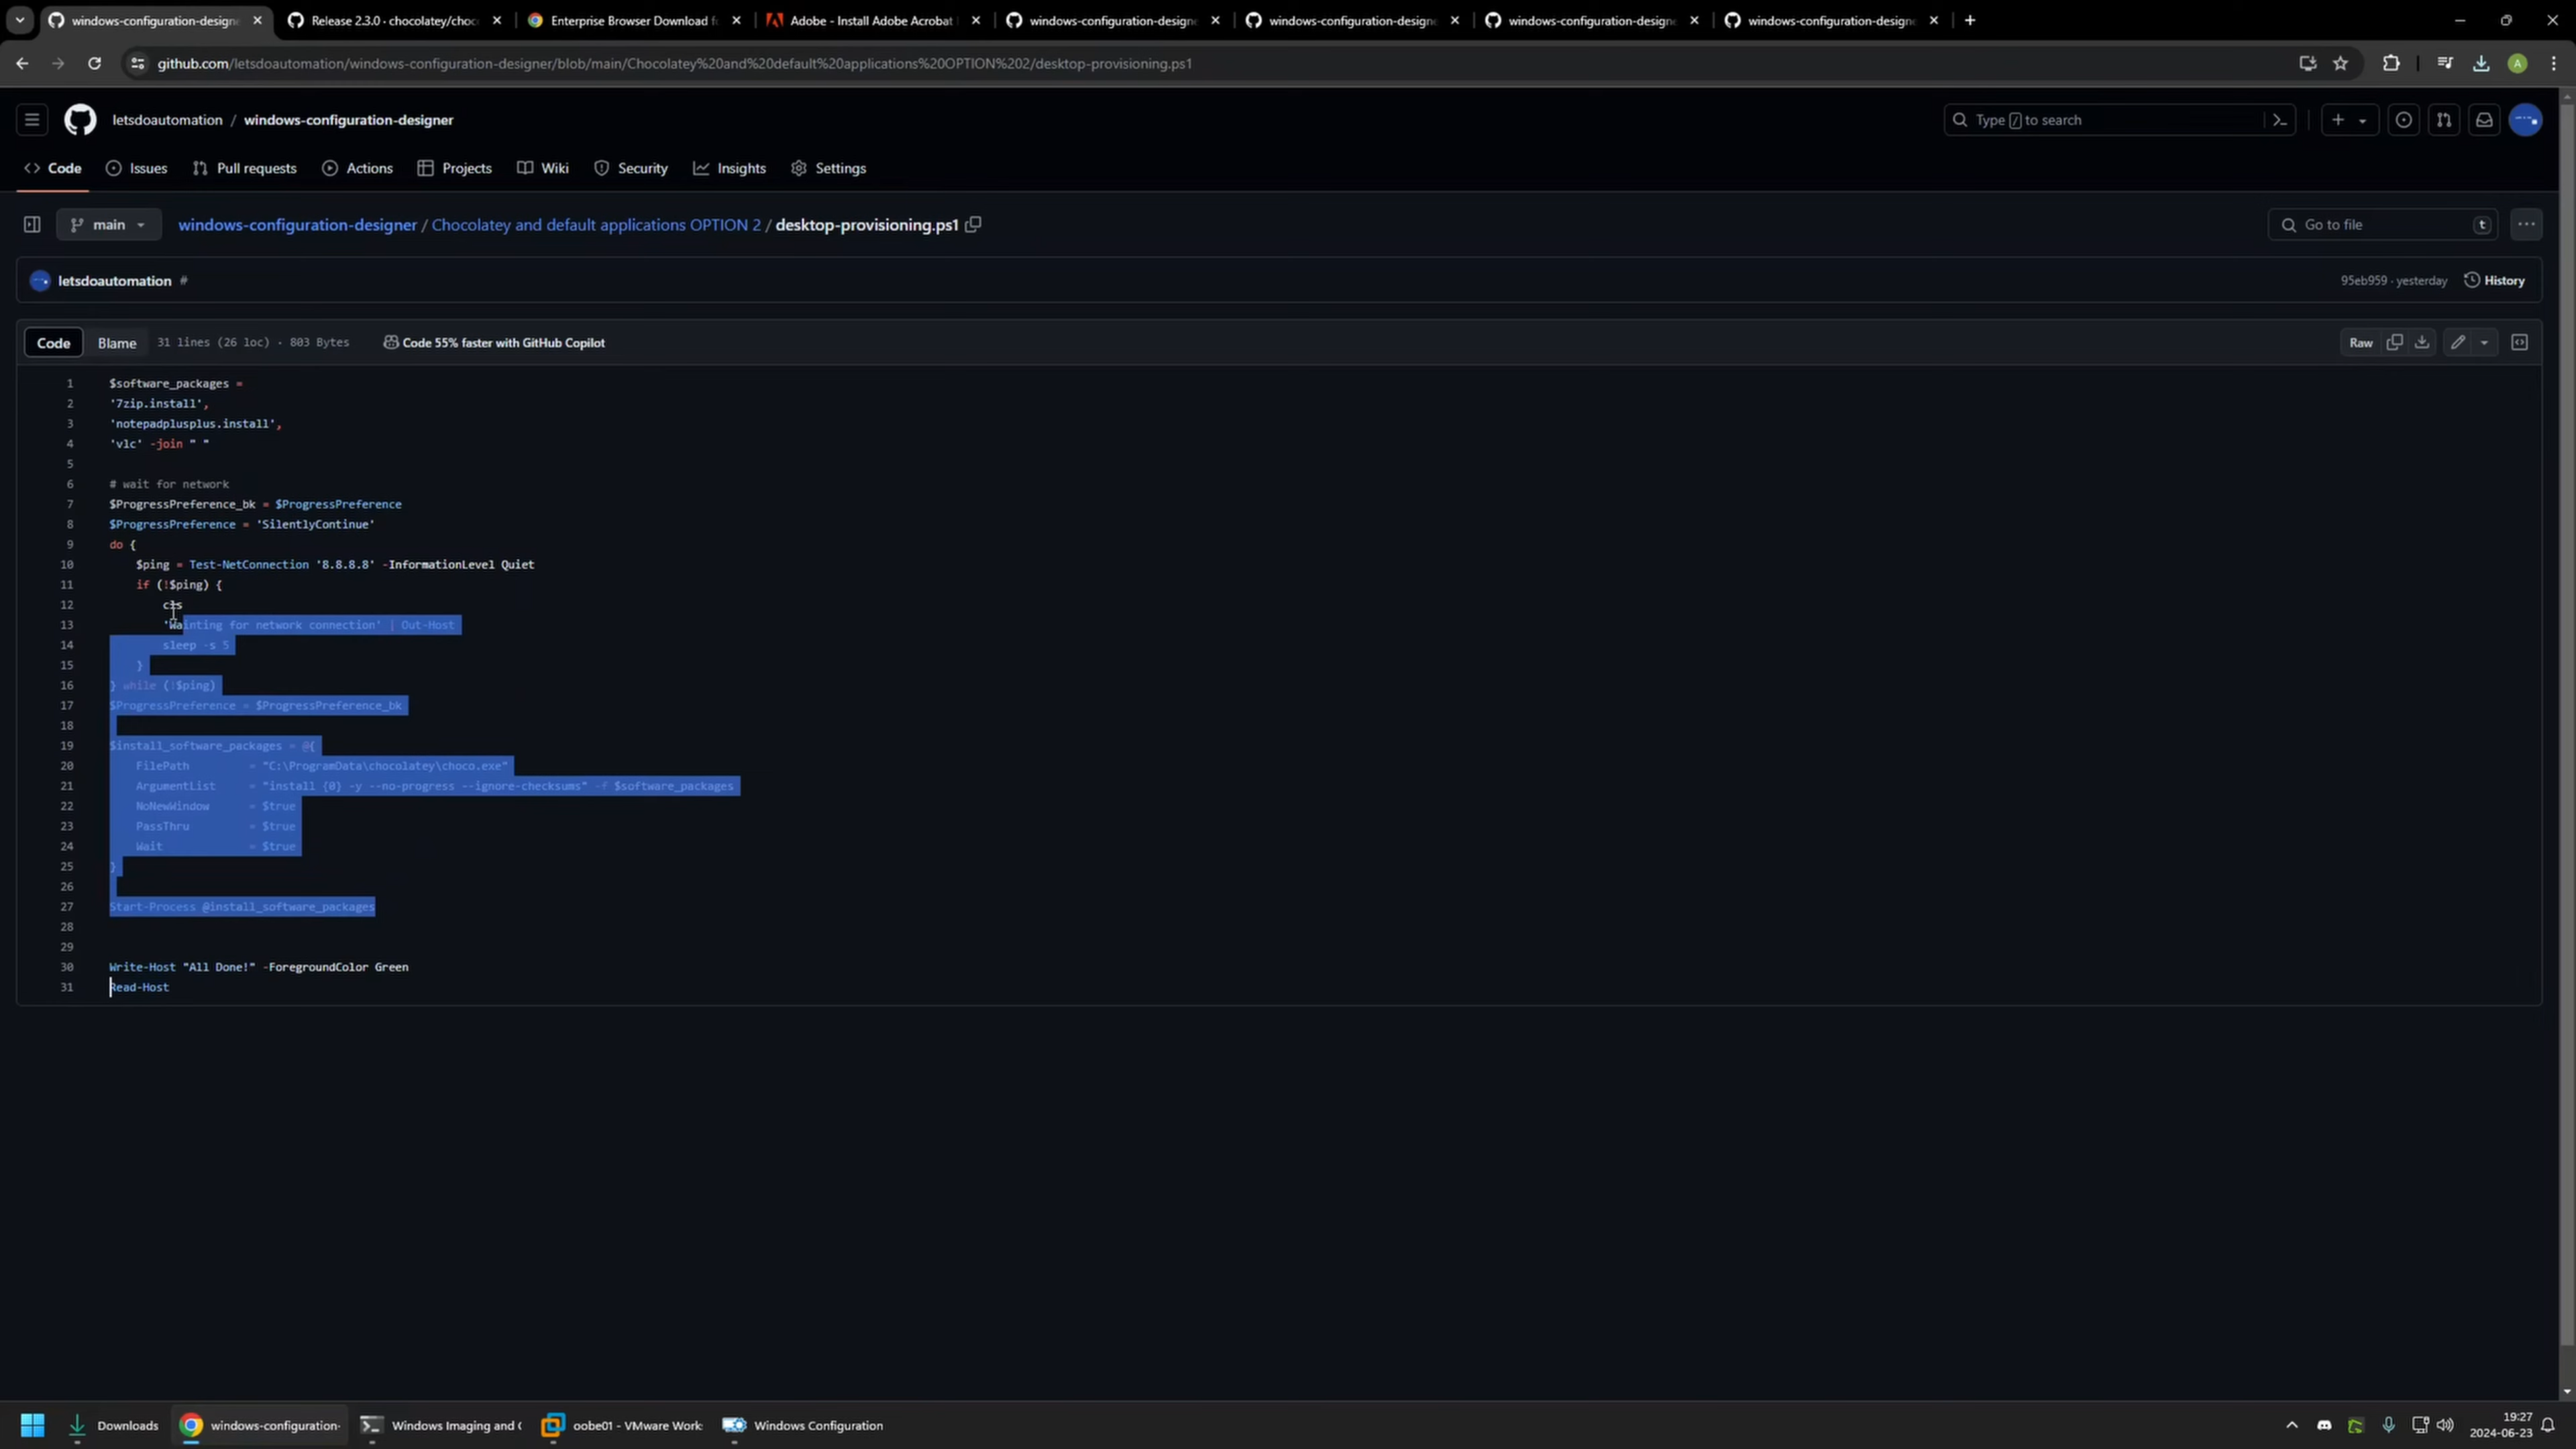 windows-configuration-designe
Release 2.3.0 · chocolatey/choc
Enterprise Browser Download f
Adobe - Install Adobe Acrobat
windows-configuration-design
windows-configuration-design
windows-configuration-design
windows-configuration-design
github.com/letsdoautomation/windows-configuration-designer/blob/main/Chocolatey%20and%20default%20applications%20OPTION%202/desktop-provisioning.ps1
A
letsdoautomation / windows-configuration-designer
Type / to search
Code
Issues
Pull requests
Actions
Projects
Wiki
Security
Insights
Settings
main
windows-configuration-designer / Chocolatey and default applications OPTION 2 / desktop-provisioning.ps1
Go to file
t
letsdoautomation #
95eb959 · yesterday
History
Code
Blame
31 lines (26 loc) · 803 Bytes
Code 55% faster with GitHub Copilot
Raw
1 $software_packages =
2 '7zip.install',
3 'notepadplusplus.install',
4 'vlc' -join " "
5
6 # wait for network
7 $ProgressPreference_bk = $ProgressPreference
8 $ProgressPreference = 'SilentlyContinue'
9 do {
10 $ping = Test-NetConnection '8.8.8.8' -InformationLevel Quiet
11 if (!$ping) {
12 cls
13 'Wainting for network connection' | Out-Host
14 sleep -s 5
15 }
16 } while (!$ping)
17 $ProgressPreference = $ProgressPreference_bk
18
19 $install_software_packages = @{
20 FilePath = "C:\ProgramData\chocolatey\choco.exe"
21 ArgumentList = "install {0} -y --no-progress --ignore-checksums" -f $software_packages
22 NoNewWindow = $true
23 PassThru = $true
24 Wait = $true
25 }
26
27 Start-Process @install_software_packages
28
29
30 Write-Host "All Done!" -ForegroundColor Green
31 Read-Host
Downloads
windows-configuration-
Windows Imaging and C
oobe01 - VMware Work
Windows Configuration
19:27
2024-06-23